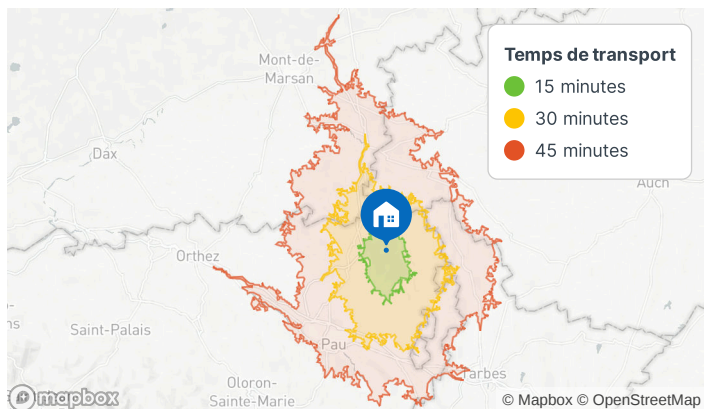 Mont-de-
Marsan
Temps de transport
15 minutes
30 minutes
45 minutes
Dax
Auch
Orthez
ns
Saint-Palais
Pau
Tarbes
Oloron-
Sainte-Marie
mapbox
© Mapbox © OpenStreetMap